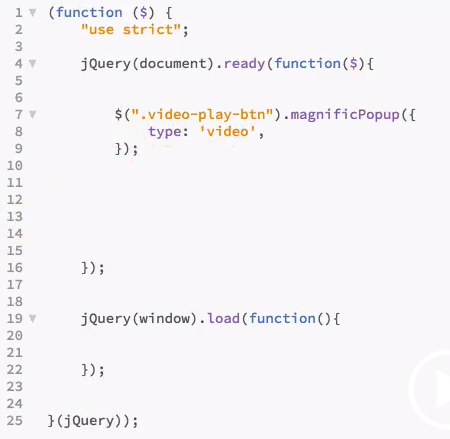 1 (function ($) {
2 "use strict";
3
4 jQuery(document).ready(function($){
5
6
7 $(".video-play-btn").magnificPopup({
8 type: 'video',
9 });
10
11
12
13
14
15
16 });
17
18
19 jQuery(window).load(function(){
20
21
22 });
23
24
25 }(jQuery));